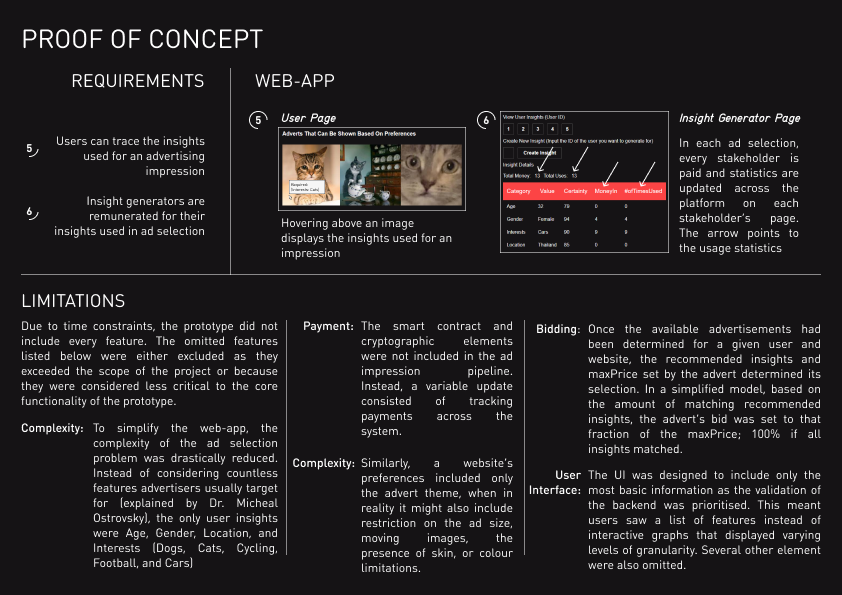 PROOF OF CONCEPT
REQUIREMENTS
5
Users can trace the insights
used for an advertising
impression
6
Insight generators are
remunerated for their
insights used in ad selection
WEB-APP
5
User Page
Adverts That Can Be Shown Based On Preferences
Required:
Interests: Cats|
Hovering above an image
displays the insights used for an
impression
6
View User Insights (User ID)
1 2 3 4 5
Create New Insight (Input the ID of the user you want to generate for)
Create Insight
Insight Details
Total Money 13 Total Uses: 13
Category Value Certainty MoneyIn #ofTimesUsed
Age 32 79 0 0
Gender Female 94 4 4
Interests Cars 90 9 9
Location Thailand 85 0 0
Insight Generator Page
In each ad selection,
every stakeholder is
paid and statistics are
updated across the
platform on each
stakeholder's page.
The arrow points to
the usage statistics
LIMITATIONS
Due to time constraints, the prototype did not
include every feature. The omitted features
listed below were either excluded as they
exceeded the scope of the project or because
they were considered less critical to the core
functionality of the prototype.
Complexity: To simplify the web-app, the
complexity of the ad selection
problem was drastically reduced.
Instead of considering countless
features advertisers usually target
for (explained by Dr. Micheal
Ostrovsky), the only user insights
were Age, Gender, Location, and
Interests (Dogs, Cats, Cycling,
Football, and Cars)
Payment: The smart contract and
cryptographic elements
were not included in the ad
impression pipeline.
Instead, a variable update
consisted of tracking
payments across the
system.
Complexity: Similarly, a website's
preferences included only
the advert theme, when in
reality it might also include
restriction on the ad size,
moving images, the
presence of skin, or colour
limitations.
Bidding: Once the available advertisements had
been determined for a given user and
website, the recommended insights and
maxPrice set by the advert determined its
selection. In a simplified model, based on
the amount of matching recommended
insights, the advert's bid was set to that
fraction of the maxPrice; 100% if all
insights matched.
User The UI was designed to include only the
Interface: most basic information as the validation of
the backend was prioritised. This meant
users saw a list of features instead of
interactive graphs that displayed varying
levels of granularity. Several other element
were also omitted.